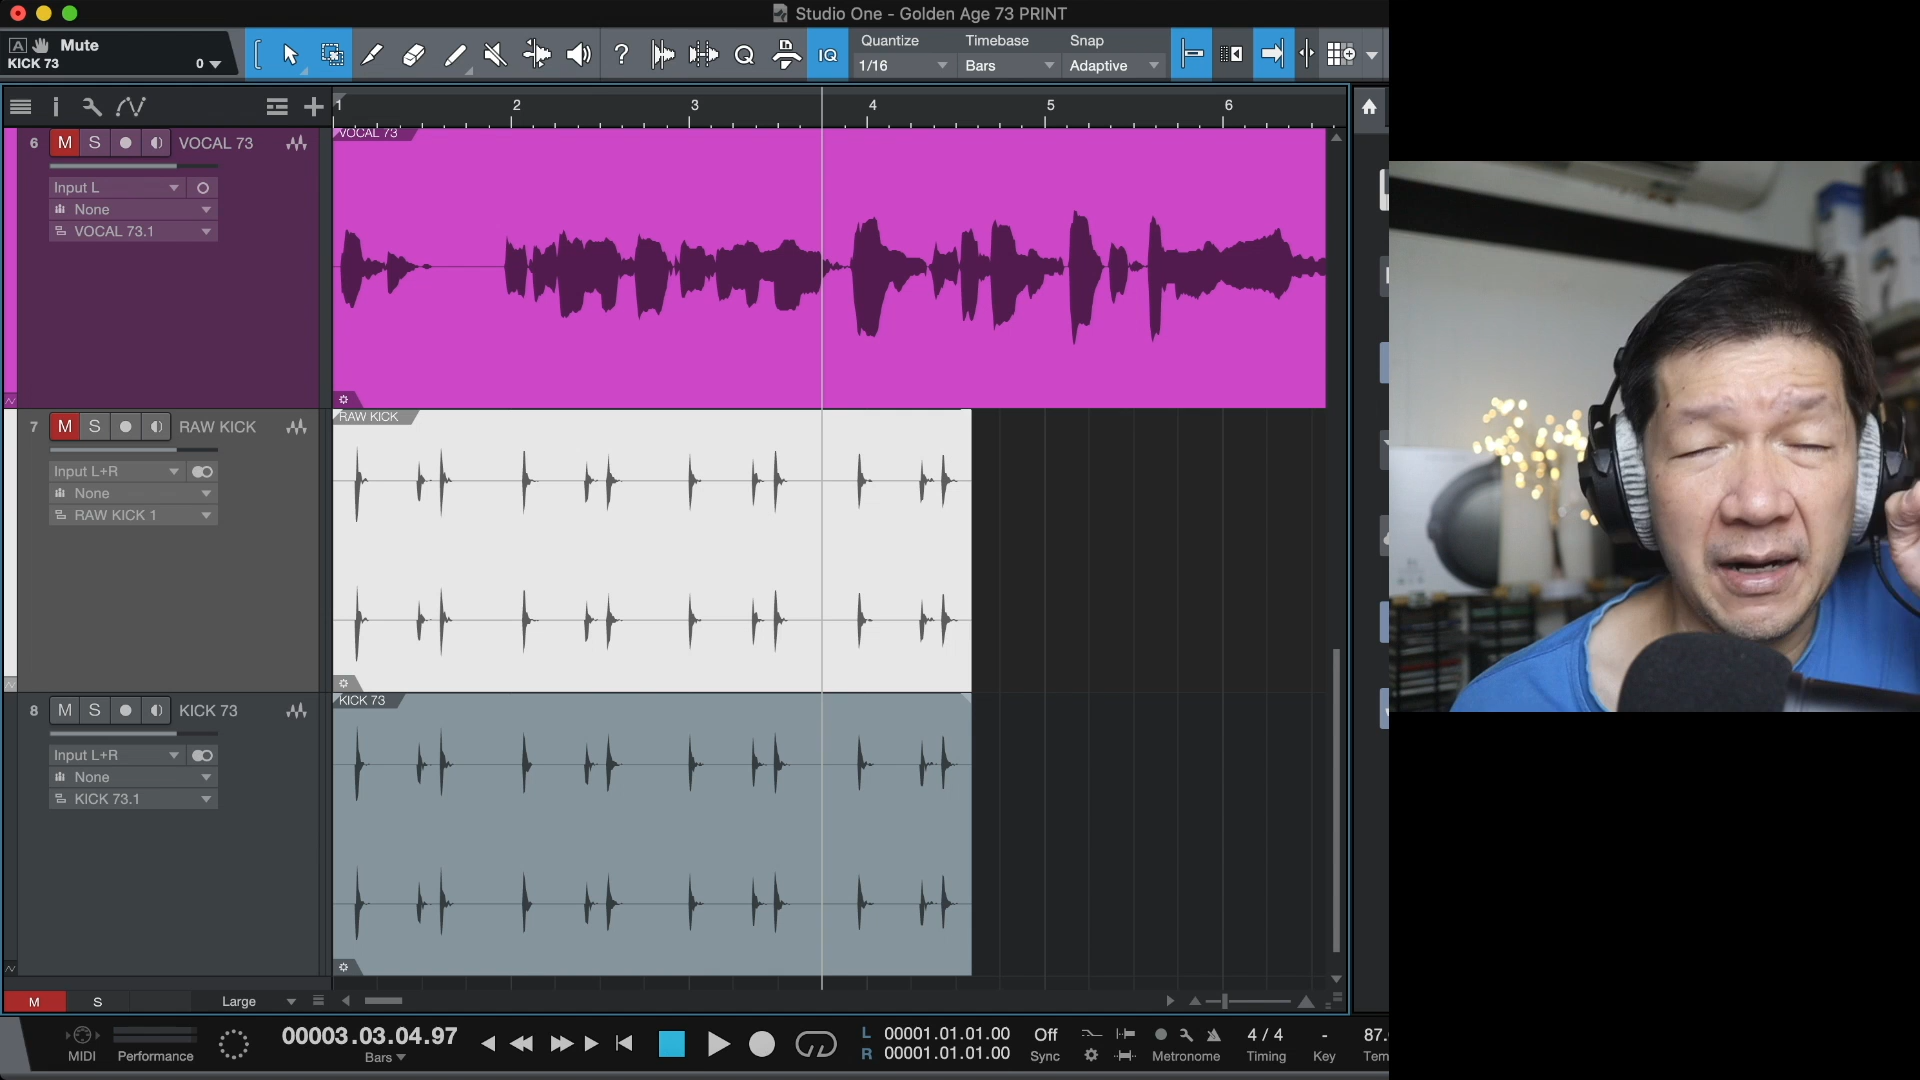 Studio One - Golden Age 73 PRINT
A Mute
KICK 73 0
? Q IQ
Quantize Timebase Snap
1/16 Bars Adaptive
i 1 2 3 4 5 6
6 M S VOCAL 73
Input L
None
VOCAL 73.1
VOCAL 73
7 M S RAW KICK
Input L+R
None
RAW KICK 1
RAW KICK
8 M S KICK 73
Input L+R
None
KICK 73.1
KICK 73
M S Large
MIDI Performance
00003.03.04.97
Bars
L 00001.01.01.00
R 00001.01.01.00
Off
Sync
Metronome
4 / 4
Timing
-
Key
87.
Tem